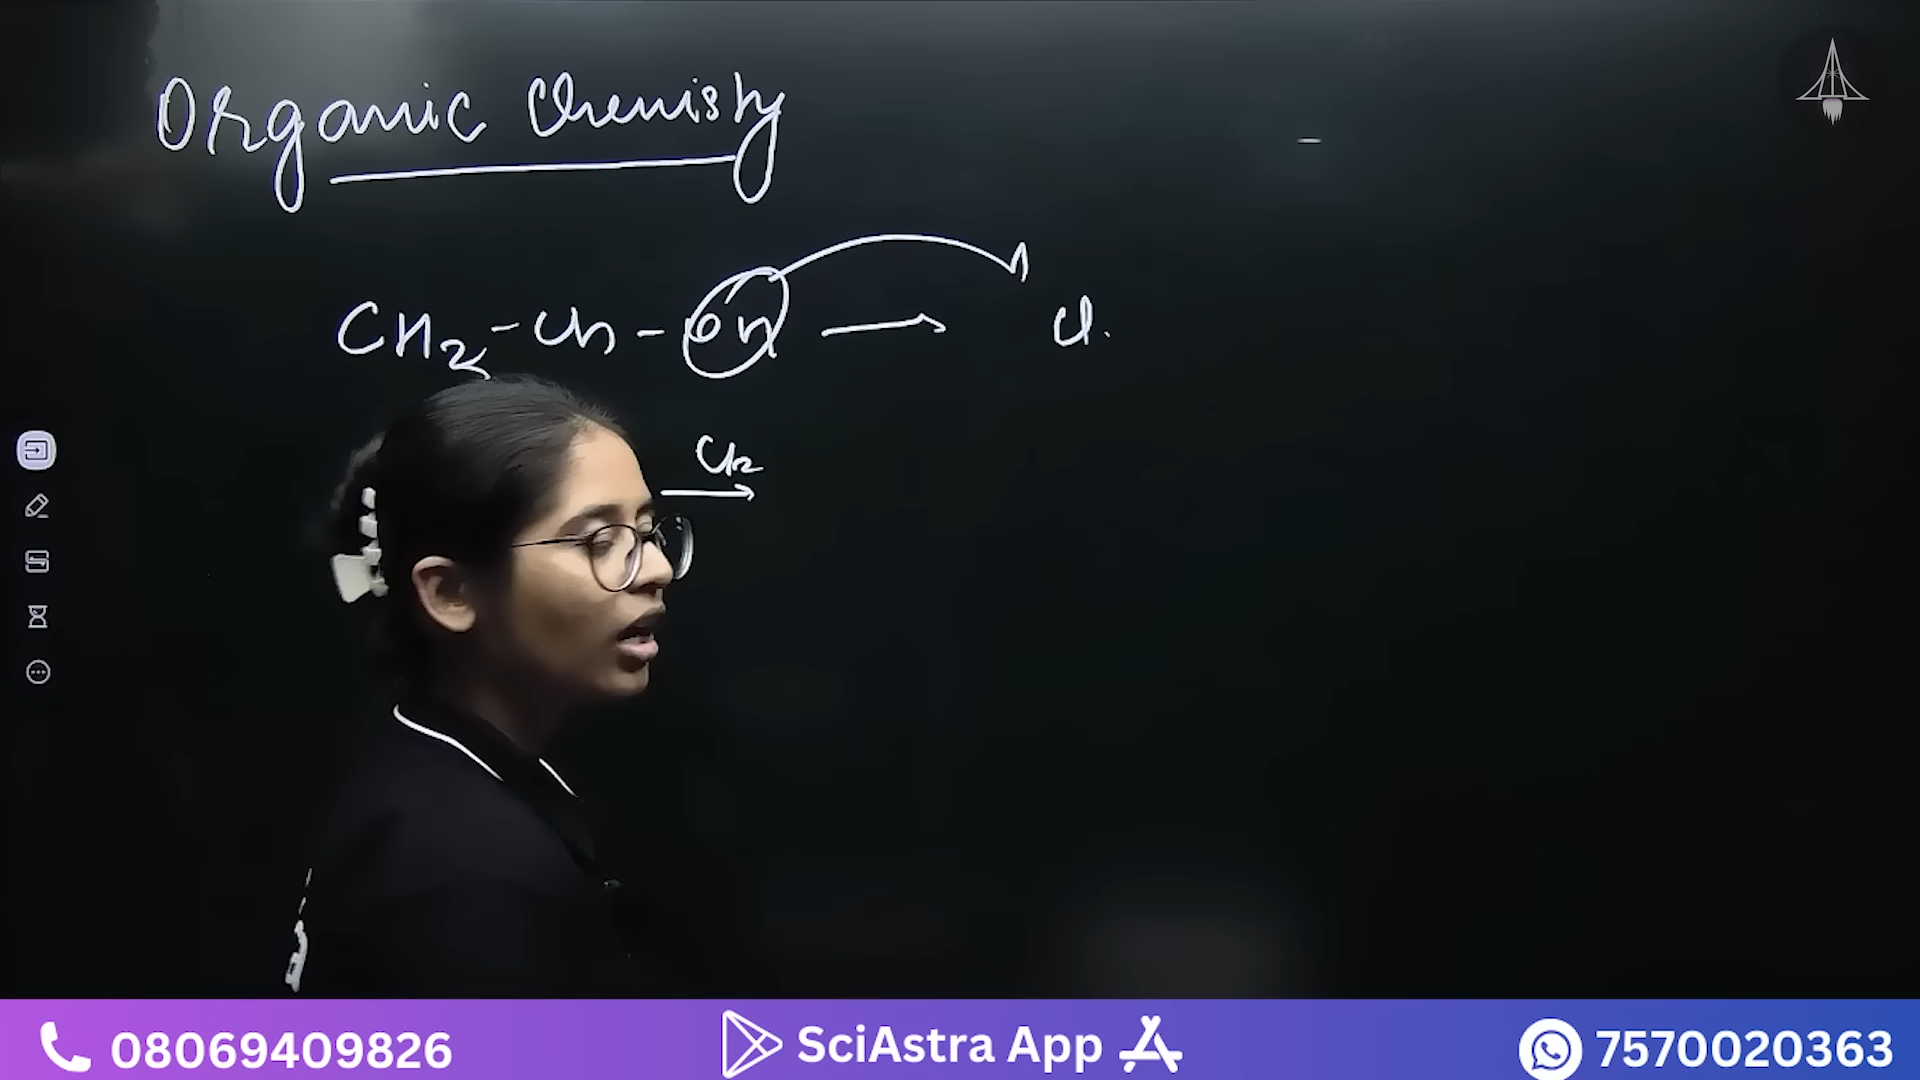 Organic Chemistry
CH2 - Ch - OH → Cl.
Cl2 →
08069409826
SciAstra App
7570020363